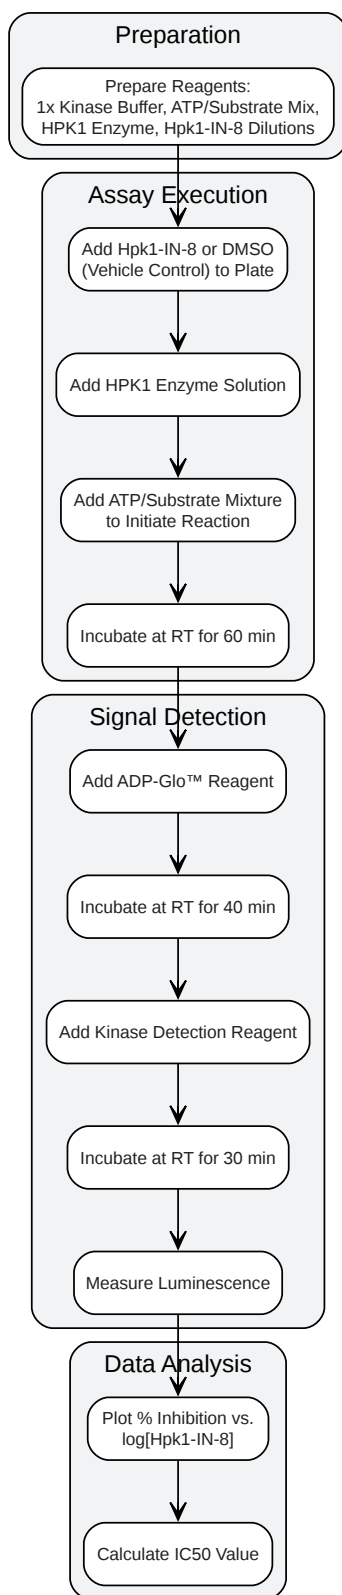 Preparation
Prepare Reagents:
1x Kinase Buffer, ATP/Substrate Mix,
HPK1 Enzyme, Hpk1-IN-8 Dilutions
Assay Execution
Add Hpk1-IN-8 or DMSO
(Vehicle Control) to Plate
Add HPK1 Enzyme Solution
Add ATP/Substrate Mixture
to Initiate Reaction
Incubate at RT for 60 min
Signal Detection
Add ADP-Glo™ Reagent
Incubate at RT for 40 min
Add Kinase Detection Reagent
Incubate at RT for 30 min
Measure Luminescence
Data Analysis
Plot % Inhibition vs.
log[Hpk1-IN-8]
Calculate IC50 Value